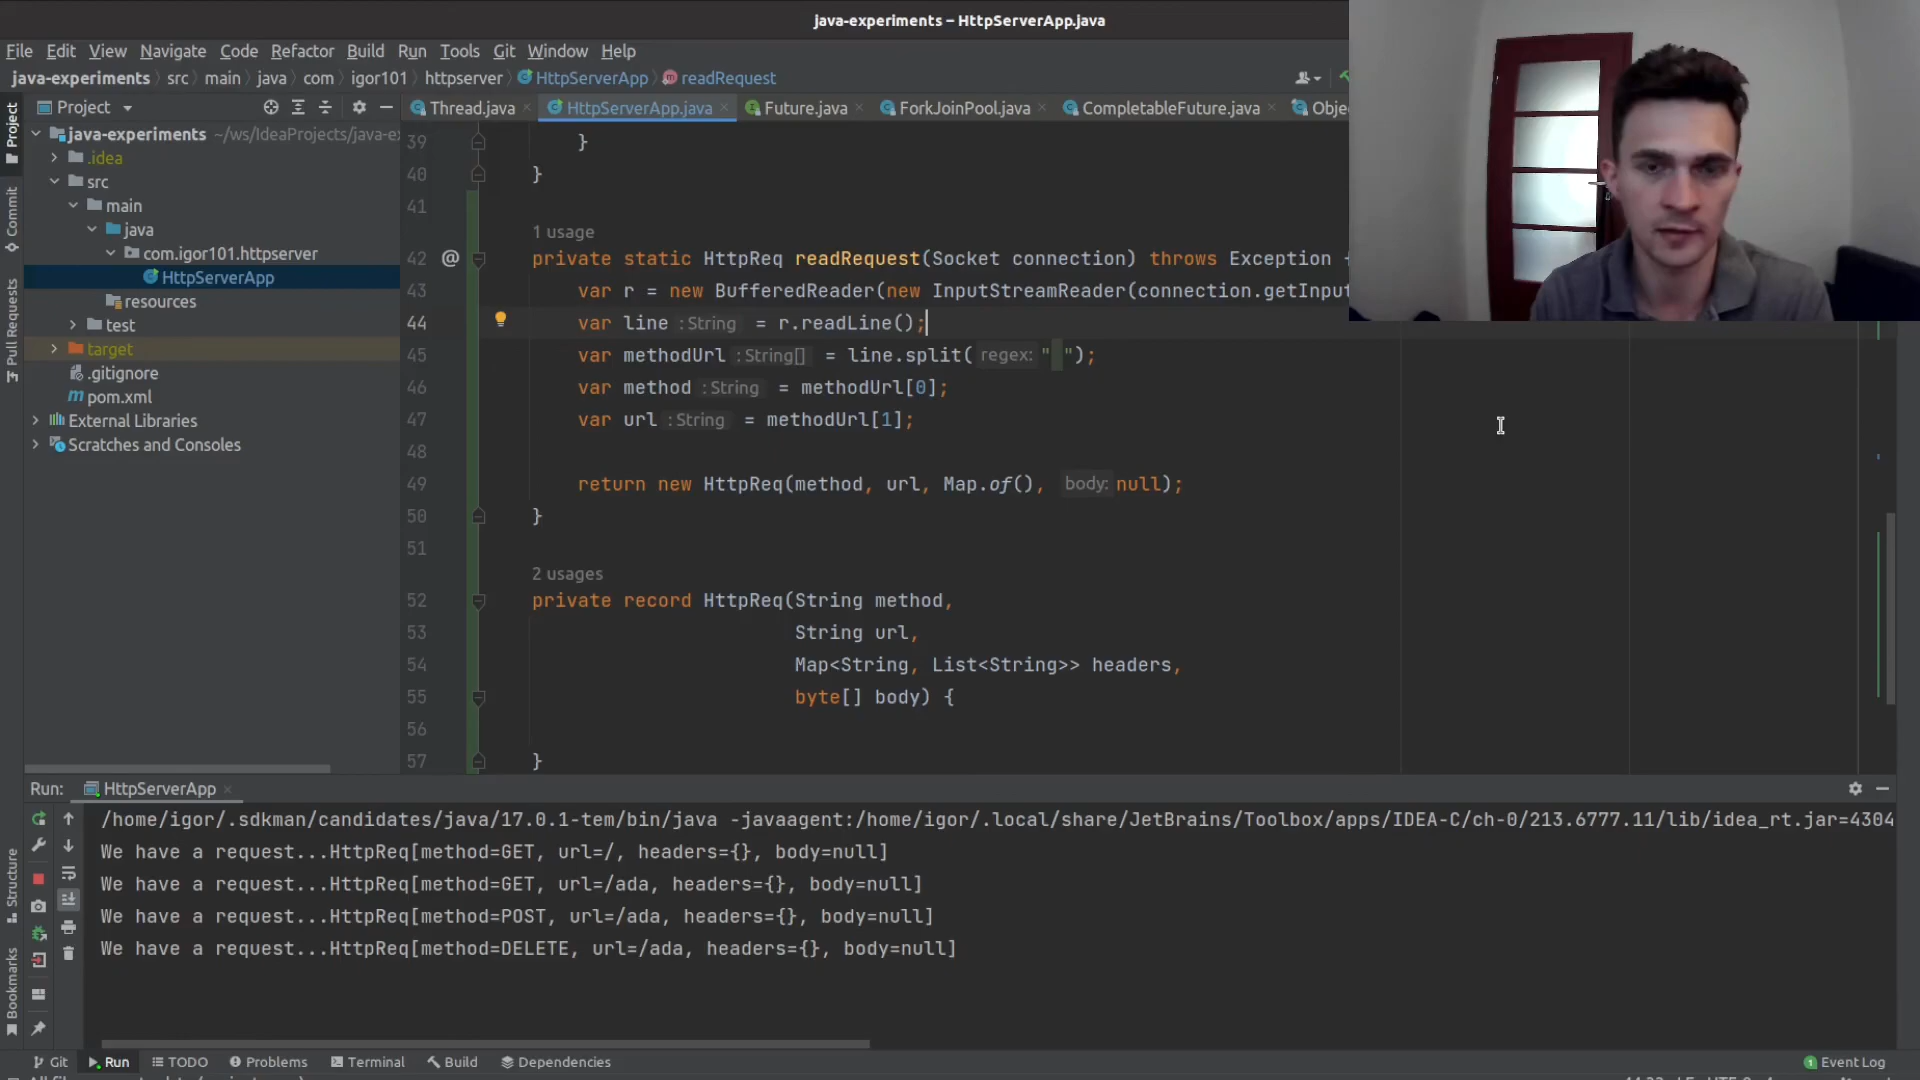 java-experiments – HttpServerApp.java
File Edit View Navigate Code Refactor Build Run Tools Git Window Help
java-experiments src main java com igor101 httpserver HttpServerApp readRequest
Project
Thread.java HttpServerApp.java Future.java ForkJoinPool.java CompletableFuture.java Obje
Project
Commit
Pull Requests
Structure
Bookmarks
java-experiments ~/ws/IdeaProjects/java-e
.idea
src
main
java
com.igor101.httpserver
HttpServerApp
resources
test
target
.gitignore
pom.xml
External Libraries
Scratches and Consoles
39 }
40 }
41
1 usage
42 @ private static HttpReq readRequest(Socket connection) throws Exception {
43 var r = new BufferedReader(new InputStreamReader(connection.getInput
44 var line : String = r.readLine();
45 var methodUrl : String[] = line.split( regex: " ");
46 var method : String = methodUrl[0];
47 var url : String = methodUrl[1];
48
49 return new HttpReq(method, url, Map.of(), body: null);
50 }
51
2 usages
52 private record HttpReq(String method,
53 String url,
54 Map<String, List<String>> headers,
55 byte[] body) {
56
57 }
Run: HttpServerApp
/home/igor/.sdkman/candidates/java/17.0.1-tem/bin/java -javaagent:/home/igor/.local/share/JetBrains/Toolbox/apps/IDEA-C/ch-0/213.6777.11/lib/idea_rt.jar=4304
We have a request...HttpReq[method=GET, url=/, headers={}, body=null]
We have a request...HttpReq[method=GET, url=/ada, headers={}, body=null]
We have a request...HttpReq[method=POST, url=/ada, headers={}, body=null]
We have a request...HttpReq[method=DELETE, url=/ada, headers={}, body=null]
Git Run TODO Problems Terminal Build Dependencies 1 Event Log